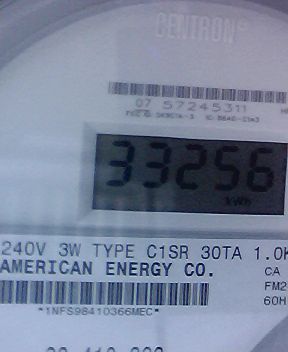 CENTRON®
07 57245311
33256
kWh
240V 3W TYPE C1SR 30TA 1.0K
AMERICAN ENERGY CO.
CA
FM2
60H
*1NFS98410366MEC*